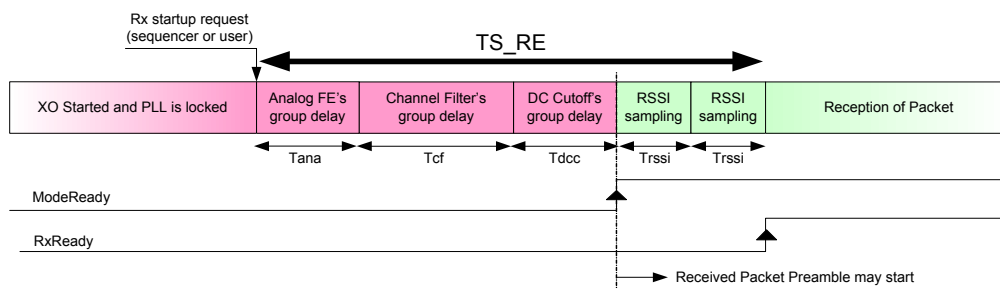 Rx startup request
(sequencer or user)
TS_RE
XO Started and PLL is locked
Analog FE's
group delay
Channel Filter's
group delay
DC Cutoff's
group delay
RSSI
sampling
RSSI
sampling
Reception of Packet
Tana
Tcf
Tdcc
Trssi
Trssi
ModeReady
RxReady
Received Packet Preamble may start